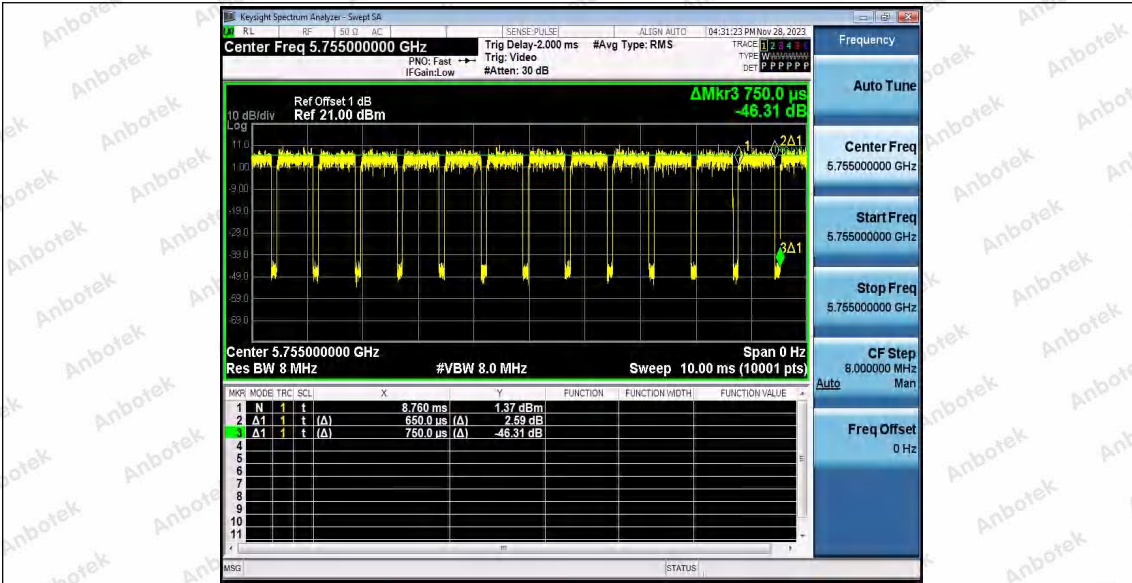 Keysight Spectrum Analyzer - Swept SA
RL RF 50 Ω AC SENSE:PULSE ALIGN AUTO 04:31:23 PM Nov 28, 2023
Center Freq 5.755000000 GHz
PNO: Fast
IFGain:Low
Trig Delay-2.000 ms
Trig: Video
#Atten: 30 dB
#Avg Type: RMS
TRACE 1 2 3 4 5 6
TYPE W
DET P P P P P P
Ref Offset 1 dB
Ref 21.00 dBm
10 dB/div
Log
ΔMkr3 750.0 µs
-46.31 dB
11.0
1.00
-9.00
-19.0
-29.0
-39.0
-49.0
-59.0
-69.0
1
2Δ1
3Δ1
Center 5.755000000 GHz Span 0 Hz
Res BW 8 MHz #VBW 8.0 MHz Sweep 10.00 ms (10001 pts)
MKR MODE TRC SCL X Y FUNCTION FUNCTION WIDTH FUNCTION VALUE
1 N 1 t 8.760 ms 1.37 dBm
2 Δ1 1 t (Δ) 650.0 µs (Δ) 2.59 dB
3 Δ1 1 t (Δ) 750.0 µs (Δ) -46.31 dB
4
5
6
7
8
9
10
11
MSG STATUS
Frequency
Auto Tune
Center Freq
5.755000000 GHz
Start Freq
5.755000000 GHz
Stop Freq
5.755000000 GHz
CF Step
8.000000 MHz
Auto Man
Freq Offset
0 Hz
Anbotek